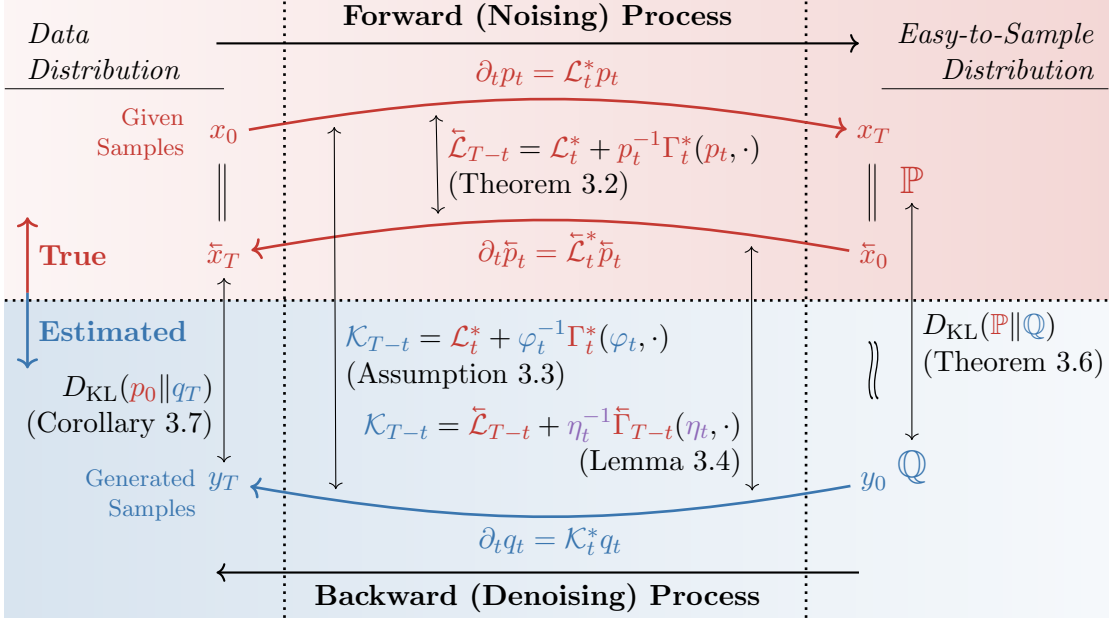 Forward (Noising) Process
Data
Distribution
Easy-to-Sample
Distribution
∂ₜpₜ = ℒₜ*pₜ
Given
Samples
x₀
x_T
ℒ⃖_{T−t} = ℒₜ* + pₜ⁻¹Γₜ*(pₜ, ·)
(Theorem 3.2)
ℙ
True
x⃖_T
∂ₜp⃖ₜ = ℒ⃖ₜ*p⃖ₜ
x⃖₀
Estimated
𝒦_{T−t} = ℒₜ* + φₜ⁻¹Γₜ*(φₜ, ·)
(Assumption 3.3)
D_KL(ℙ∥ℚ)
(Theorem 3.6)
D_KL(p₀∥q_T)
(Corollary 3.7)
𝒦_{T−t} = ℒ⃖_{T−t} + ηₜ⁻¹Γ⃖_{T−t}(ηₜ, ·)
(Lemma 3.4)
Generated
Samples
y_T
y₀
ℚ
∂ₜqₜ = 𝒦ₜ*qₜ
Backward (Denoising) Process